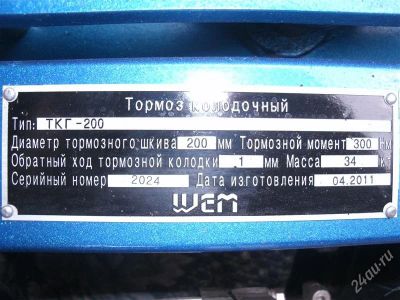 Тормоз колодочный
Тип: ТКГ-200
Диаметр тормозного шкива 200 мм Тормозной момент 300 Нм
Обратный ход тормозной колодки 1 мм Масса 34 кг
Серийный номер 2024 Дата изготовления 04.2011
WEM
24au.ru